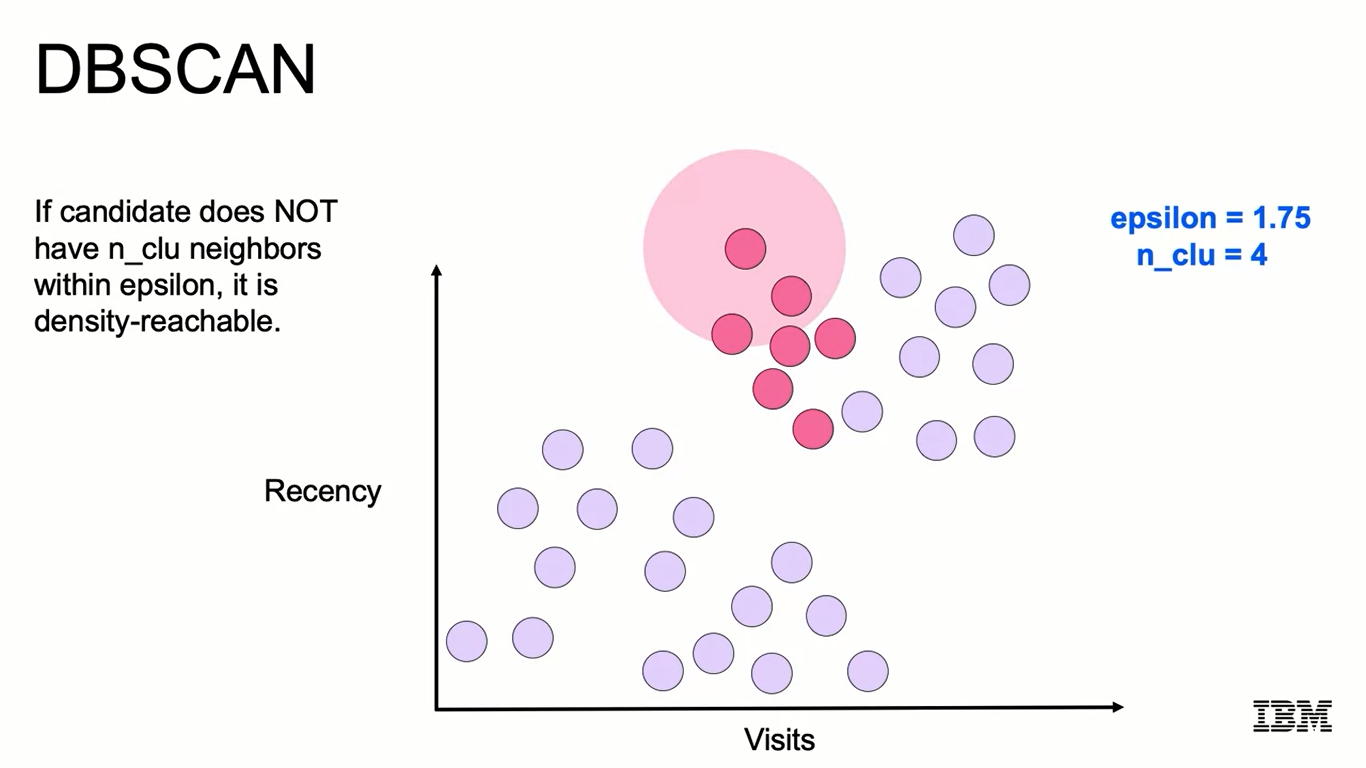 DBSCAN
If candidate does NOT
have n_clu neighbors
within epsilon, it is
density-reachable.
epsilon = 1.75
n_clu = 4
Recency
Visits
IBM